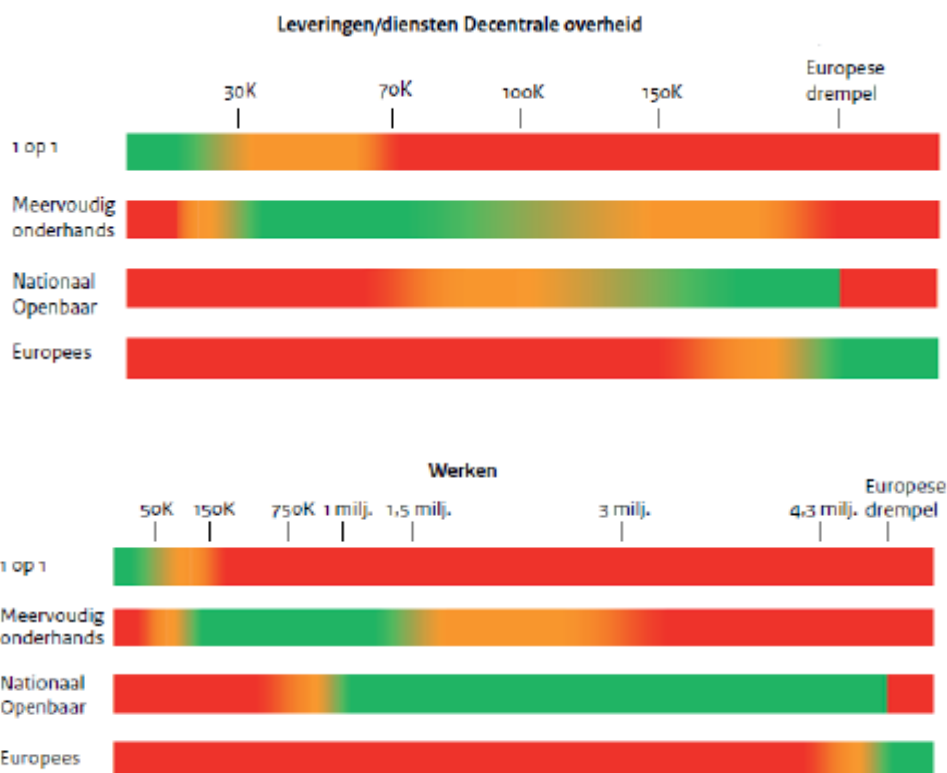 Leveringen/diensten Decentrale overheid
30K 70K 100K 150K Europese
drempel
1 op 1
Meervoudig
onderhands
Nationaal
Openbaar
Europees
Werken
50K 150K 750K 1 milj. 1,5 milj. 3 milj. 4,3 milj. Europese
drempel
1 op 1
Meervoudig
onderhands
Nationaal
Openbaar
Europees